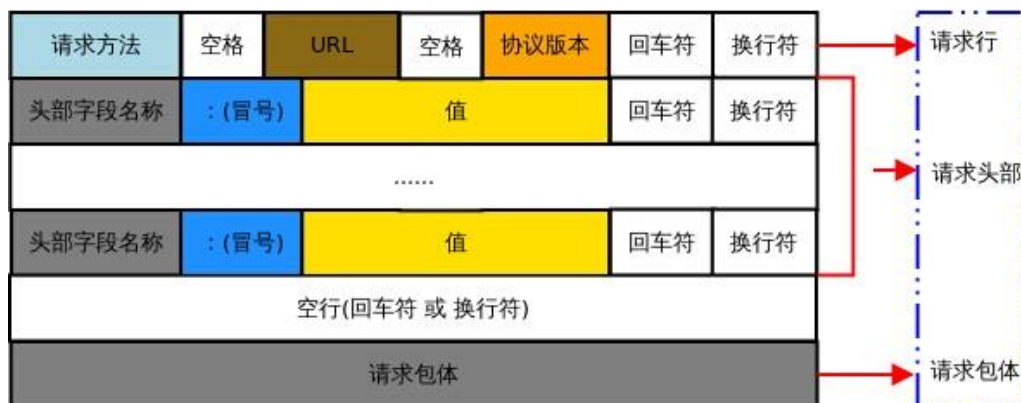 请求方法 空格 URL 空格 协议版本 回车符 换行符 请求行
头部字段名称 :(冒号) 值 回车符 换行符
...... 请求头部
头部字段名称 :(冒号) 值 回车符 换行符
空行(回车符 或 换行符)
请求包体 请求包体